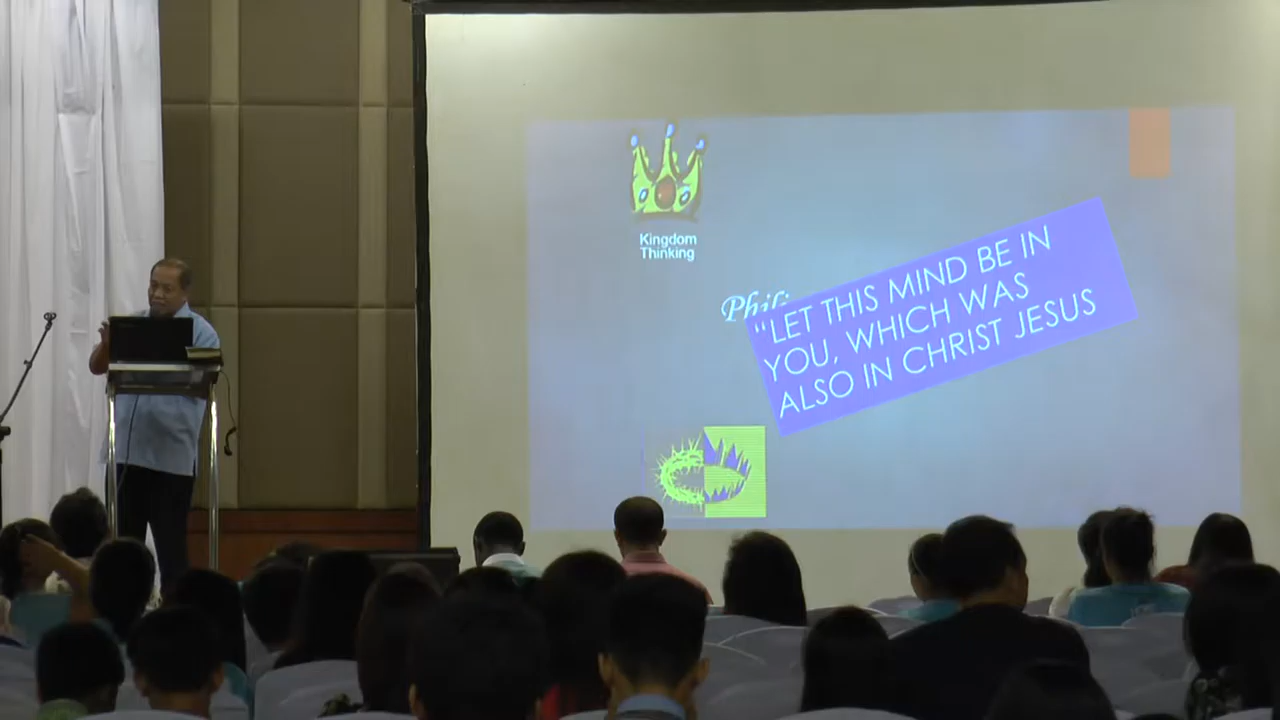 Kingdom
Thinking
“LET THIS MIND BE IN
YOU, WHICH WAS
ALSO IN CHRIST JESUS